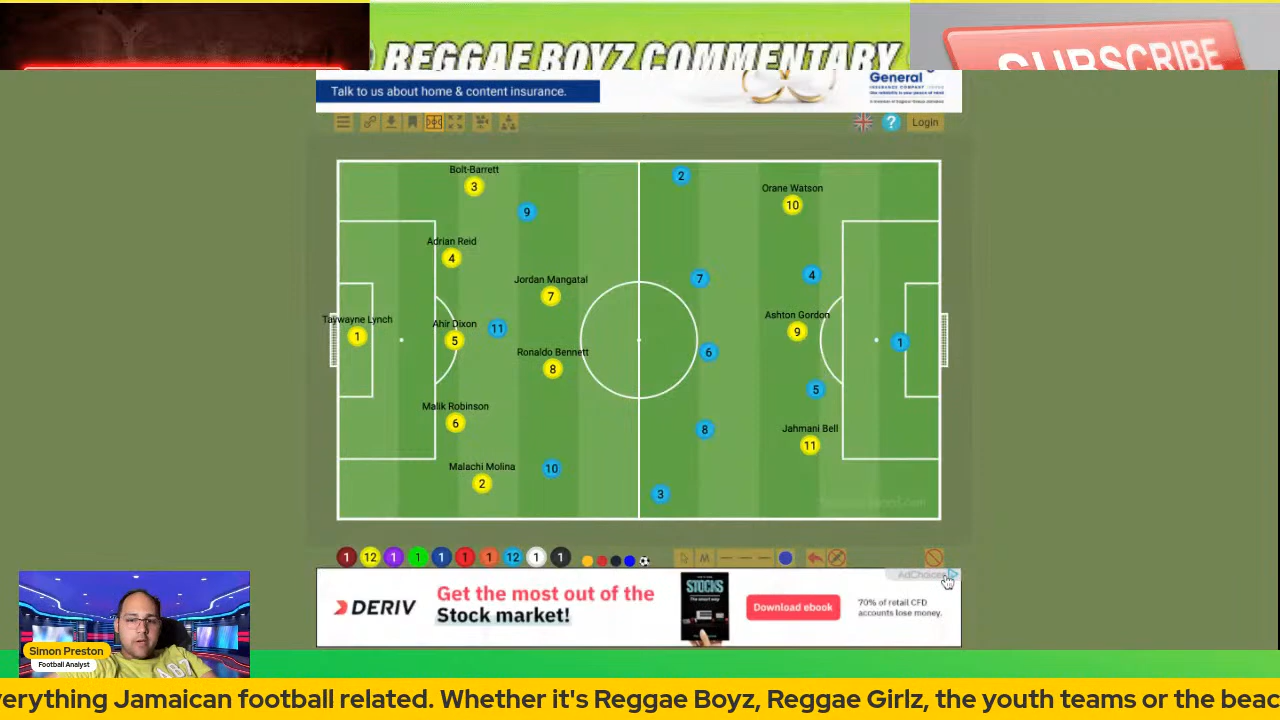 REGGAE BOYZ COMMENTARY
SUBSCRIBE
Talk to us about home & content insurance.
General
INSURANCE COMPANY
? Login
Bolt-Barrett
3
2
Orane Watson
10
9
Adrian Reid
4
Jordan Mangatal
7
7
4
Taywayne Lynch
1
Ahir Dixon
5
11
Ashton Gordon
9
1
Ronaldo Bennett
8
6
5
Malik Robinson
6
8
Jahmani Bell
11
Malachi Molina
2
10
3
1 12 1 1 1 1 1 12 1 1
AdChoices
DERIV
Get the most out of the
Stock market!
STOCKS
Download ebook
70% of retail CFD
accounts lose money.
Simon Preston
Football Analyst
verything Jamaican football related. Whether it's Reggae Boyz, Reggae Girlz, the youth teams or the beac